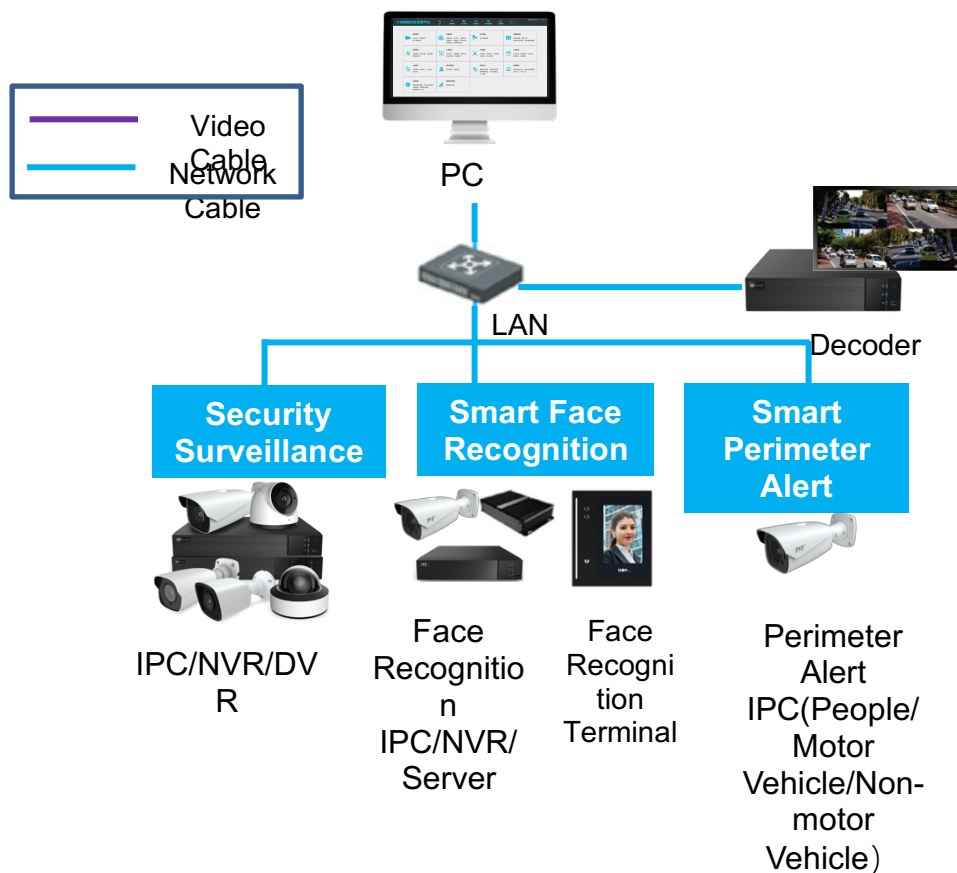 Video
Cable
Network
Cable
PC
LAN
Decoder
Security
Surveillance
Smart Face
Recognition
Smart
Perimeter
Alert
IPC/NVR/DV
R
Face
Recognitio
n
IPC/NVR/
Server
Face
Recogni
tion
Terminal
Perimeter
Alert
IPC(People/
Motor
Vehicle/Non-
motor
Vehicle）